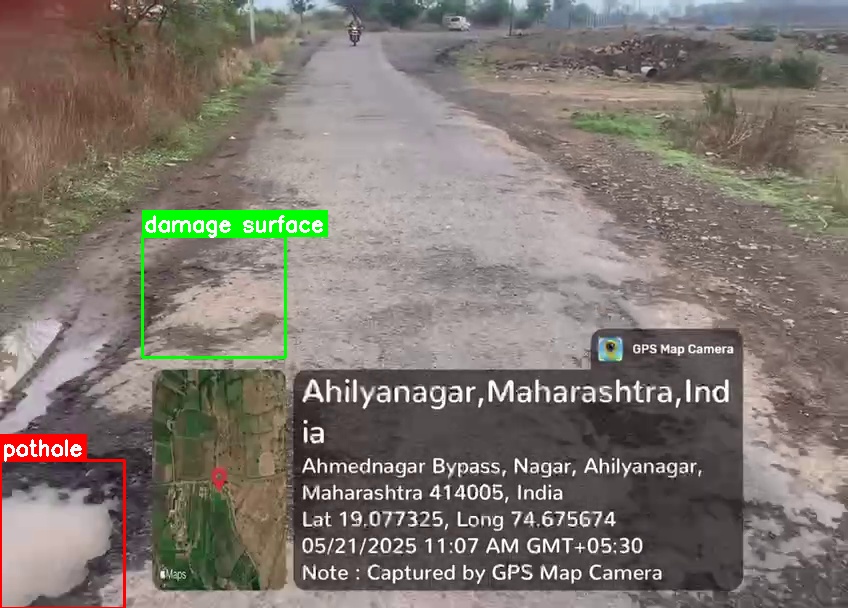 damage surface
GPS Map Camera
Ahilyanagar,Maharashtra,Ind
ia
Ahmednagar Bypass, Nagar, Ahilyanagar,
Maharashtra 414005, India
Lat 19.077325, Long 74.675674
05/21/2025 11:07 AM GMT+05:30
Note : Captured by GPS Map Camera
pothole
Maps